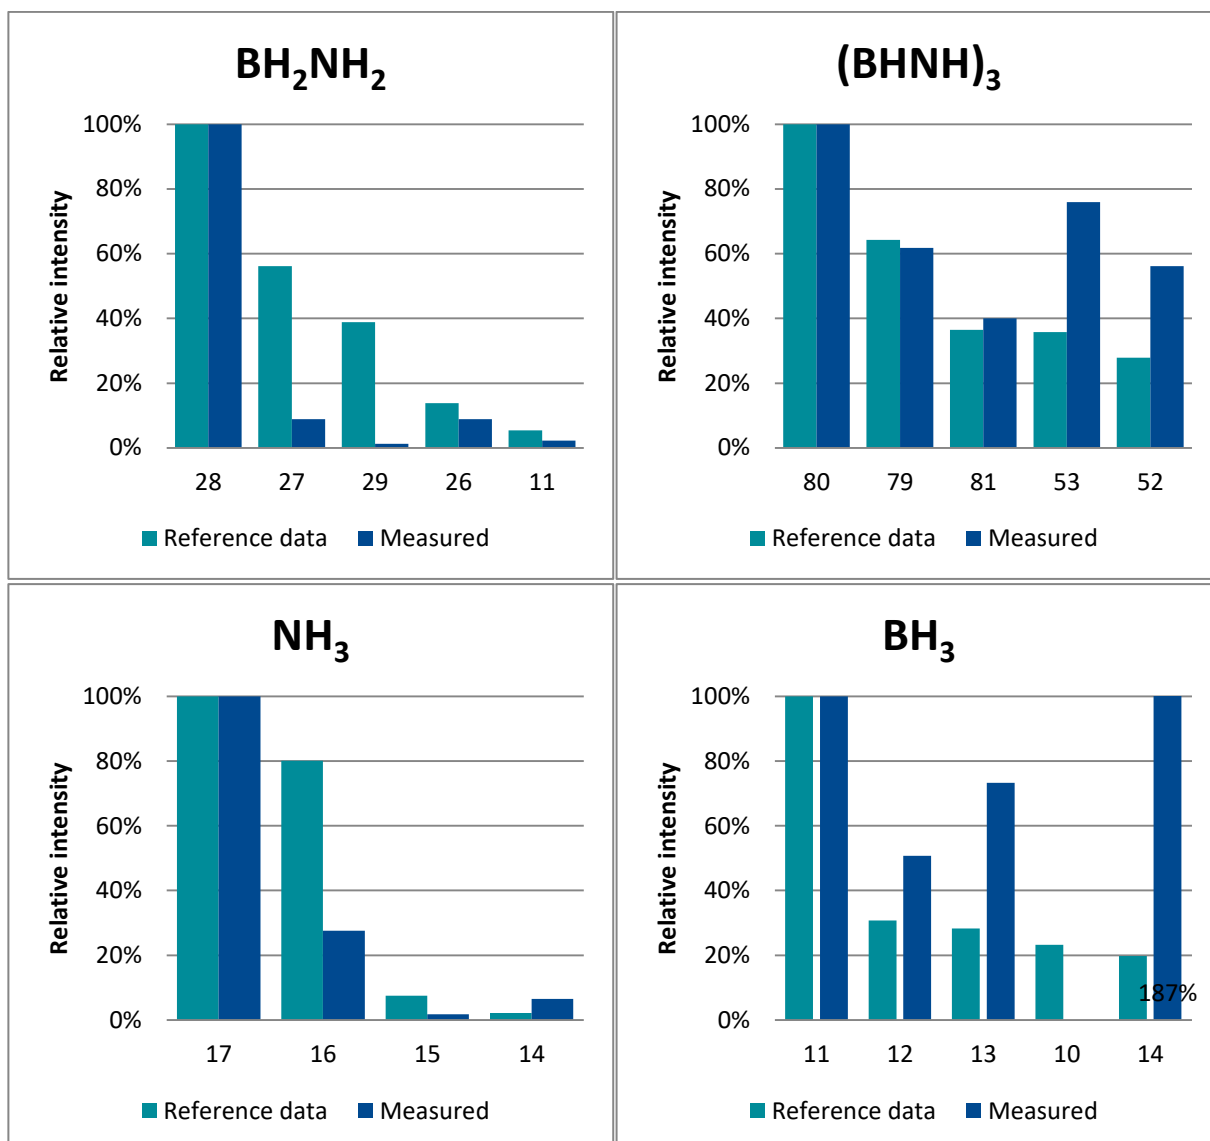 BH₂NH₂
100%
80%
60%
40%
20%
0%
Relative intensity
28 27 29 26 11
Reference data Measured
(BHNH)₃
100%
80%
60%
40%
20%
0%
Relative intensity
80 79 81 53 52
Reference data Measured
NH₃
100%
80%
60%
40%
20%
0%
Relative intensity
17 16 15 14
Reference data Measured
BH₃
100%
80%
60%
40%
20%
0%
Relative intensity
187%
11 12 13 10 14
Reference data Measured